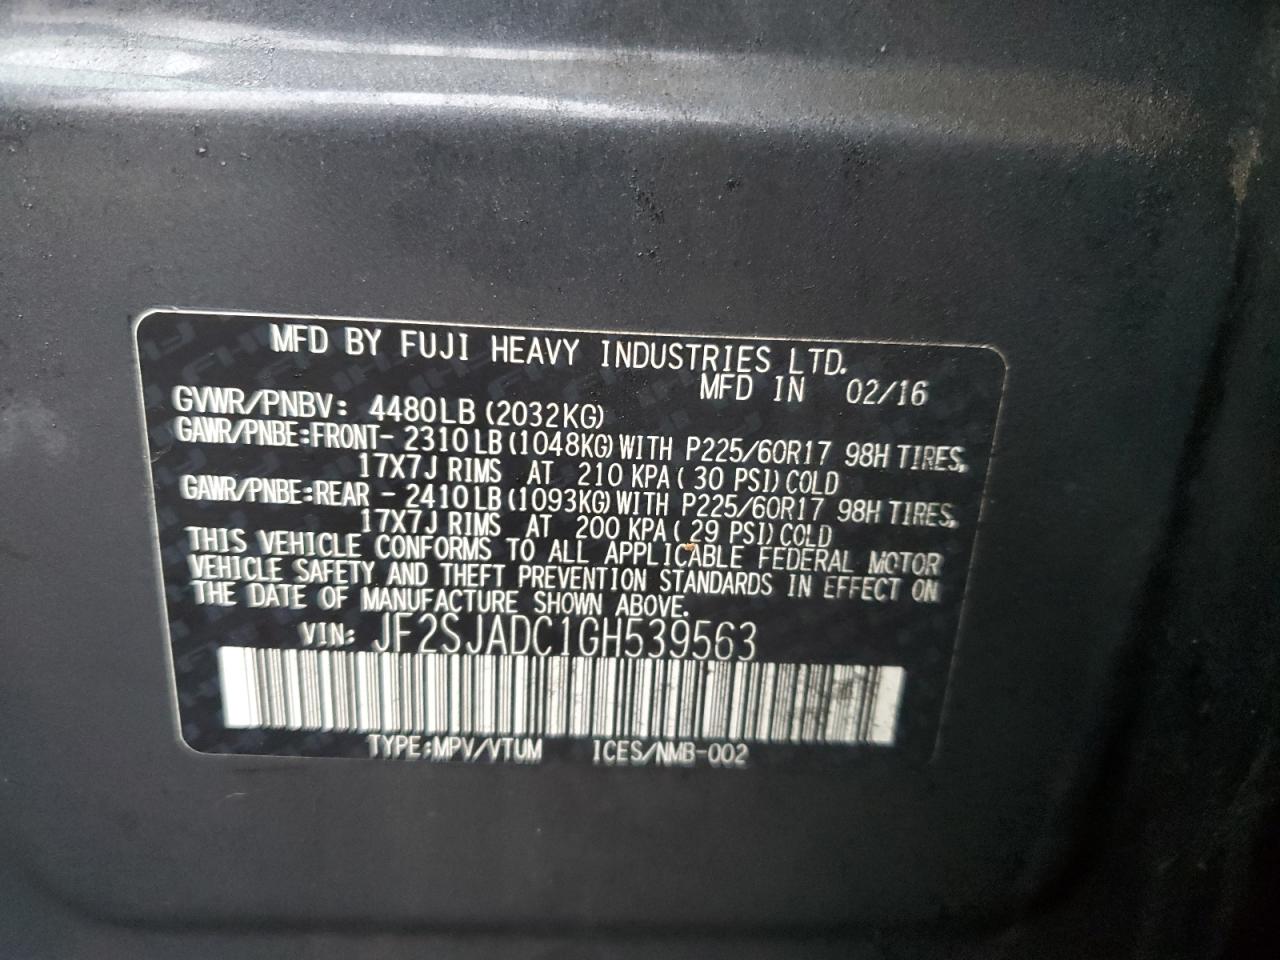 MFD BY FUJI HEAVY INDUSTRIES LTD.
MFD IN 02/16
GVWR/PNBV: 4480LB (2032KG)
GAWR/PNBE:FRONT- 2310LB (1048KG) WITH P225/60R17 98H TIRES,
17X7J RIMS AT 210 KPA ( 30 PSI) COLD
GAWR/PNBE:REAR - 2410LB (1093KG) WITH P225/60R17 98H TIRES,
17X7J RIMS AT 200 KPA ( 29 PSI) COLD
THIS VEHICLE CONFORMS TO ALL APPLICABLE FEDERAL MOTOR
VEHICLE SAFETY AND THEFT PREVENTION STANDARDS IN EFFECT ON
THE DATE OF MANUFACTURE SHOWN ABOVE.
VIN: JF2SJADC1GH539563
TYPE:MPV/VTUM ICES/NMB-002